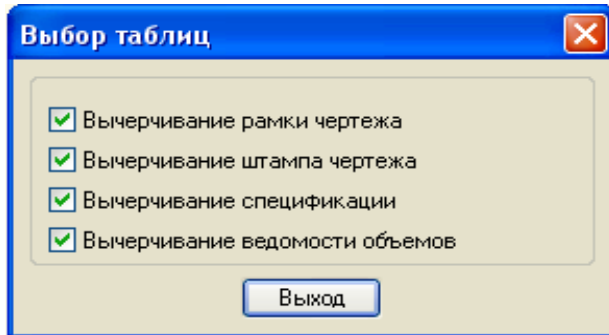 Выбор таблиц
Вычерчивание рамки чертежа
Вычерчивание штампа чертежа
Вычерчивание спецификации
Вычерчивание ведомости объемов
Выход